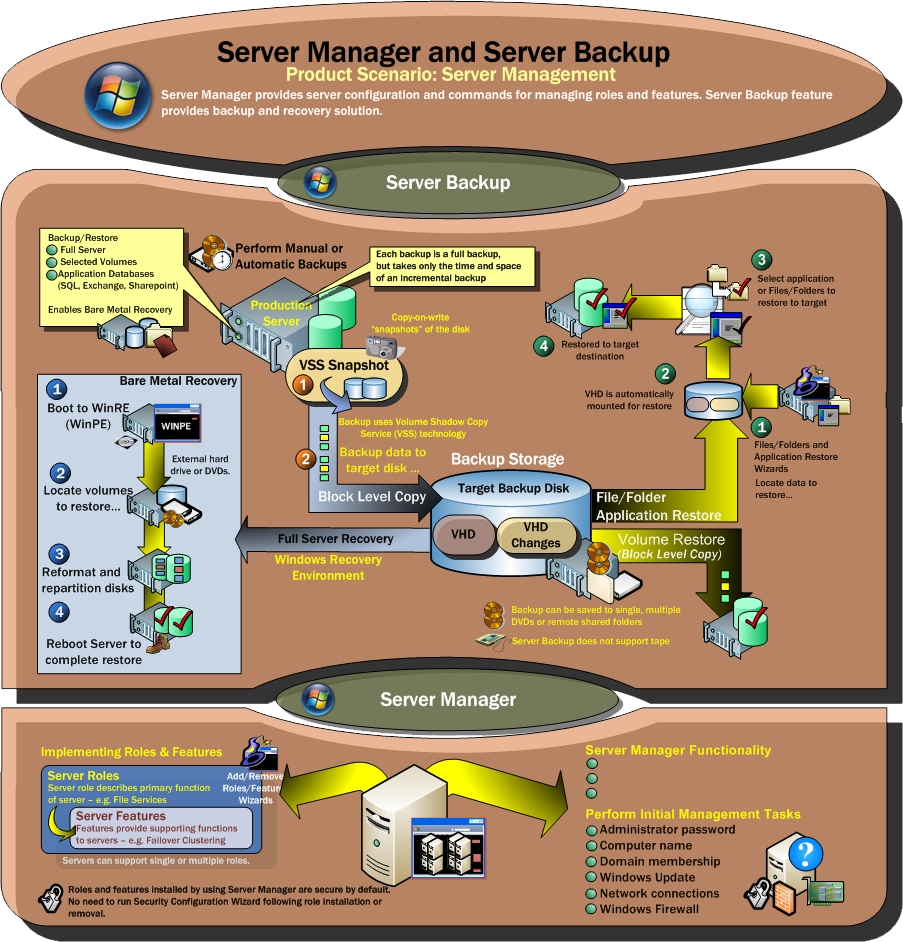 Server Manager and Server Backup
Product Scenario: Server Management
Server Manager provides server configuration and commands for managing roles and features. Server Backup feature
provides backup and recovery solution.
Server Backup
Backup/Restore
Full Server
Selected Volumes
Application Databases
(SQL, Exchange, Sharepoint)
Enables Bare Metal Recovery
Perform Manual or
Automatic Backups
Each backup is a full backup,
but takes only the time and space
of an incremental backup
Production
Server
Copy-on-write
"snapshots" of the disk
VSS Snapshot
1
Backup uses Volume Shadow Copy
Service (VSS) technology
2
Backup data to
target disk ...
Block Level Copy
Backup Storage
Target Backup Disk
VHD
VHD
Changes
Full Server Recovery
Windows Recovery
Environment
Bare Metal Recovery
1
Boot to WinRE
(WinPE)
WINPE
External hard
drive or DVDs.
2
Locate volumes
to restore...
3
Reformat and
repartition disks
4
Reboot Server to
complete restore
File/Folder
Application Restore
Volume Restore
(Block Level Copy)
1
Files/Folders and
Application Restore
Wizards
Locate data to
restore...
2
VHD is automatically
mounted for restore
3
Select application
or Files/Folders to
restore to target
4
Restored to target
destination
Backup can be saved to single, multiple
DVDs or remote shared folders
Server Backup does not support tape
Server Manager
Implementing Roles & Features
Server Roles
Server role describes primary function
of server – e.g. File Services
Server Features
Features provide supporting functions
to servers – e.g. Failover Clustering
Servers can support single or multiple roles.
Add/Remove
Roles/Feature
Wizards
Roles and features installed by using Server Manager are secure by default.
No need to run Security Configuration Wizard following role installation or
removal.
Server Manager Functionality
Perform Initial Management Tasks
Administrator password
Computer name
Domain membership
Windows Update
Network connections
Windows Firewall
?